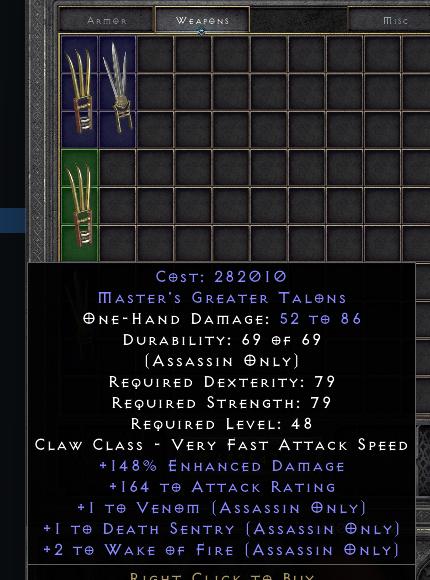 Armor
Weapons
Misc
Cost: 282010
Master's Greater Talons
One-Hand Damage: 52 to 86
Durability: 69 of 69
(Assassin Only)
Required Dexterity: 79
Required Strength: 79
Required Level: 48
Claw Class - Very Fast Attack Speed
+148% Enhanced Damage
+164 to Attack Rating
+1 to Venom (Assassin Only)
+1 to Death Sentry (Assassin Only)
+2 to Wake of Fire (Assassin Only)
Right Click to Buy